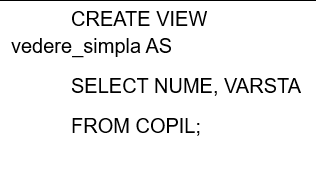 CREATE VIEW
vedere_simpla AS
SELECT NUME, VARSTA
FROM COPIL;